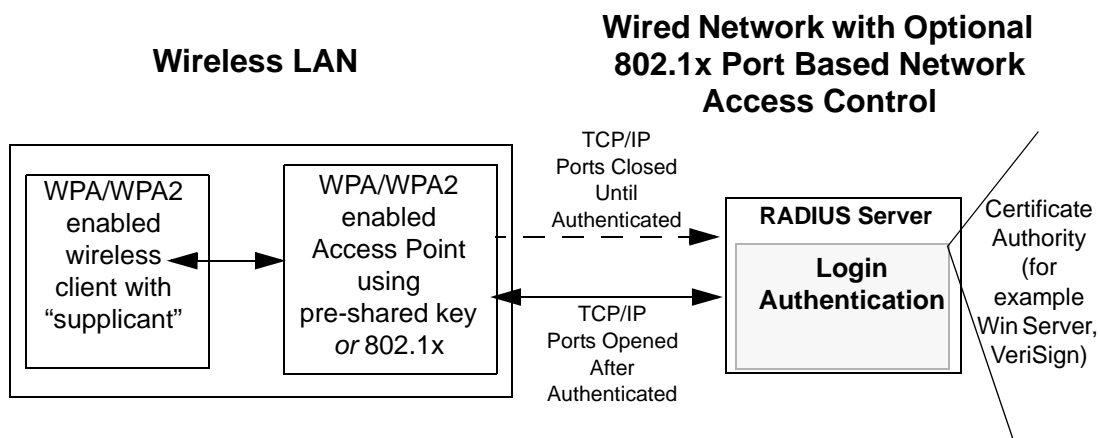 Wireless LAN
Wired Network with Optional
802.1x Port Based Network
Access Control
WPA/WPA2
enabled
wireless
client with
“supplicant”
WPA/WPA2
enabled
Access Point
using
pre-shared key
or 802.1x
TCP/IP
Ports Closed
Until
Authenticated
TCP/IP
Ports Opened
After
Authenticated
RADIUS Server
Login
Authentication
Certificate
Authority
(for
example
Win Server,
VeriSign)